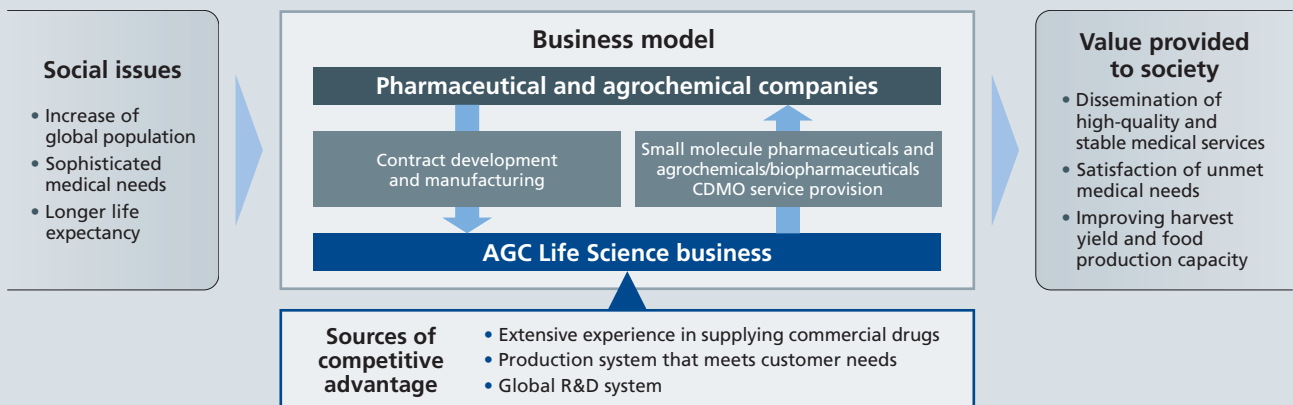 Social issues
• Increase of
global population
• Sophisticated
medical needs
• Longer life
expectancy
Business model
Pharmaceutical and agrochemical companies
Contract development
and manufacturing
Small molecule pharmaceuticals and
agrochemicals/biopharmaceuticals
CDMO service provision
AGC Life Science business
Sources of
competitive
advantage
• Extensive experience in supplying commercial drugs
• Production system that meets customer needs
• Global R&D system
Value provided
to society
• Dissemination of
high-quality and
stable medical services
• Satisfaction of unmet
medical needs
• Improving harvest
yield and food
production capacity